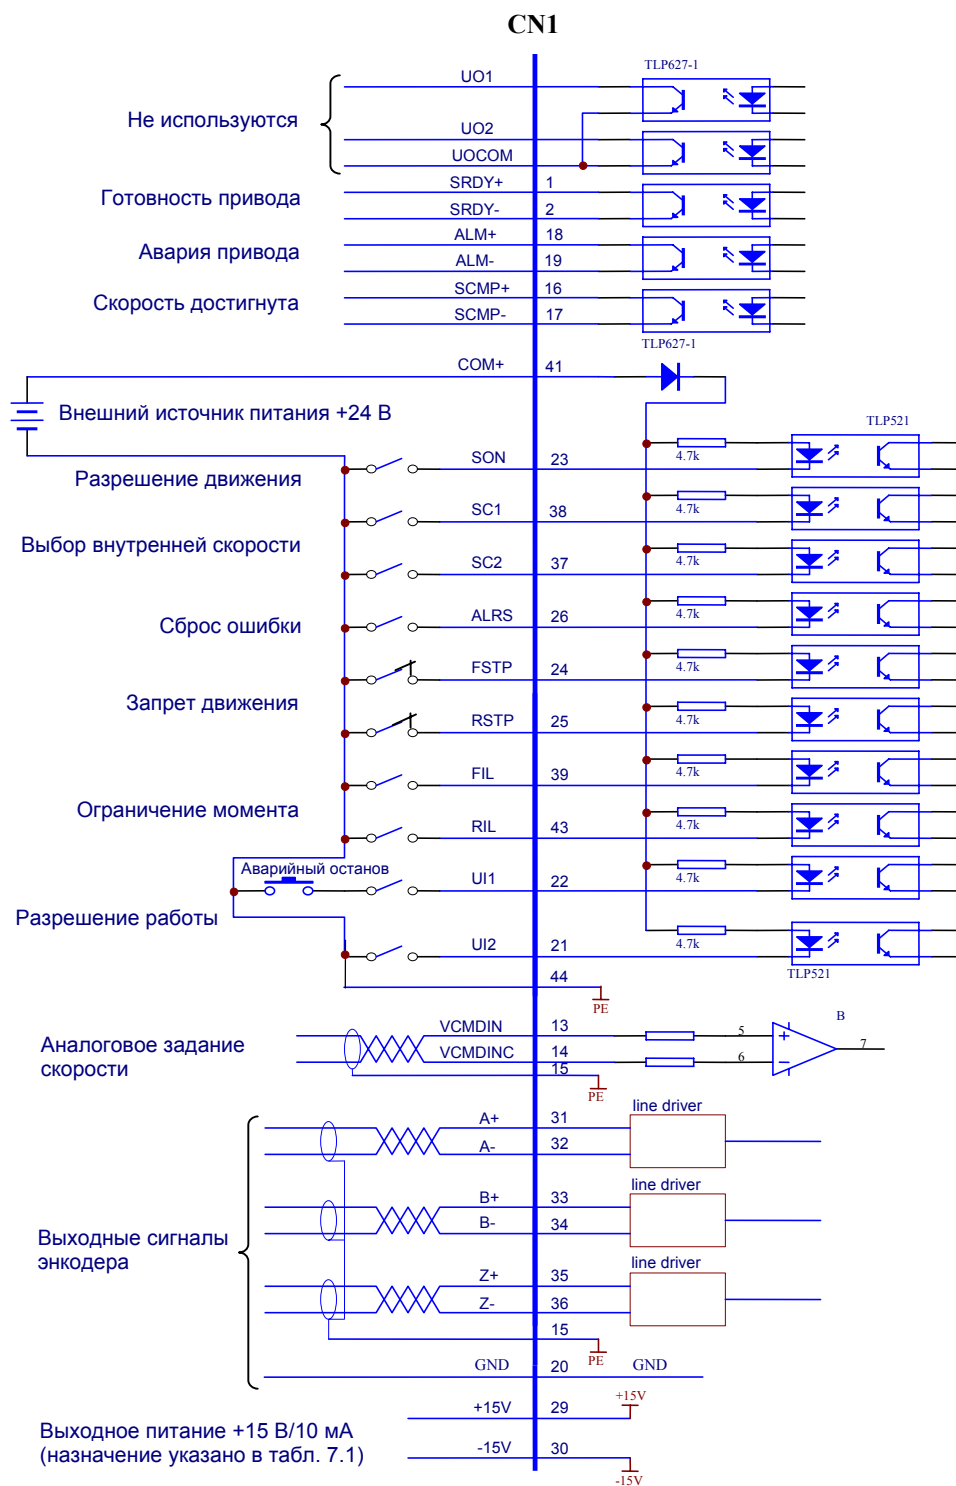 CN1
TLP627-1
UO1
Не используются
UO2
UOCOM
SRDY+ 1
Готовность привода
SRDY- 2
ALM+ 18
Авария привода
ALM- 19
SCMP+ 16
Скорость достигнута
SCMP- 17
TLP627-1
COM+ 41
Внешний источник питания +24 В
TLP521
SON 23
4.7k
Разрешение движения
SC1 38
4.7k
Выбор внутренней скорости
SC2 37
4.7k
ALRS 26
4.7k
Сброс ошибки
FSTP 24
4.7k
Запрет движения
RSTP 25
4.7k
FIL 39
4.7k
Ограничение момента
RIL 43
4.7k
Аварийный останов
UI1 22
4.7k
Разрешение работы
UI2 21
4.7k
TLP521
44
PE
VCMDIN 13
5
B
Аналоговое задание
скорости
VCMDINC 14
6
7
15
PE
line driver
A+ 31
A- 32
line driver
B+ 33
B- 34
Выходные сигналы
энкодера
line driver
Z+ 35
Z- 36
15
PE
GND 20 GND
+15V
+15V 29
Выходное питание +15 В/10 мА
(назначение указано в табл. 7.1)
-15V 30
-15V